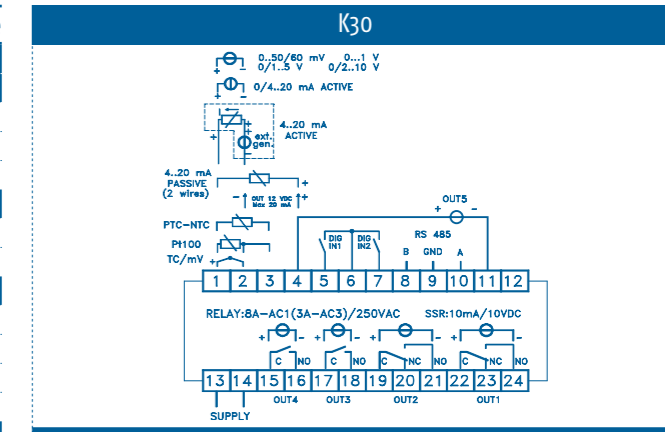 K30
0..50/60 mV 0...1 V
0/1..5 V 0/2..10 V
+ -
0/4..20 mA ACTIVE
+ -
4..20 mA
ACTIVE
+ +
ext.
gen.
-
4..20 mA
PASSIVE
(2 wires)
+
- OUT 12 VDC +
Max 20 mA
PTC-NTC
Pt100
TC/mV + -
OUT5
+ -
DIG
IN1
DIG
IN2
RS 485
B GND A
1 2 3 4 5 6 7 8 9 10 11 12
RELAY:8A-AC1(3A-AC3)/250VAC SSR:10mA/10VDC
+ - + - + - + -
C NO C NO C NC NO C NC NO
13 14 15 16 17 18 19 20 21 22 23 24
OUT4 OUT3 OUT2 OUT1
SUPPLY